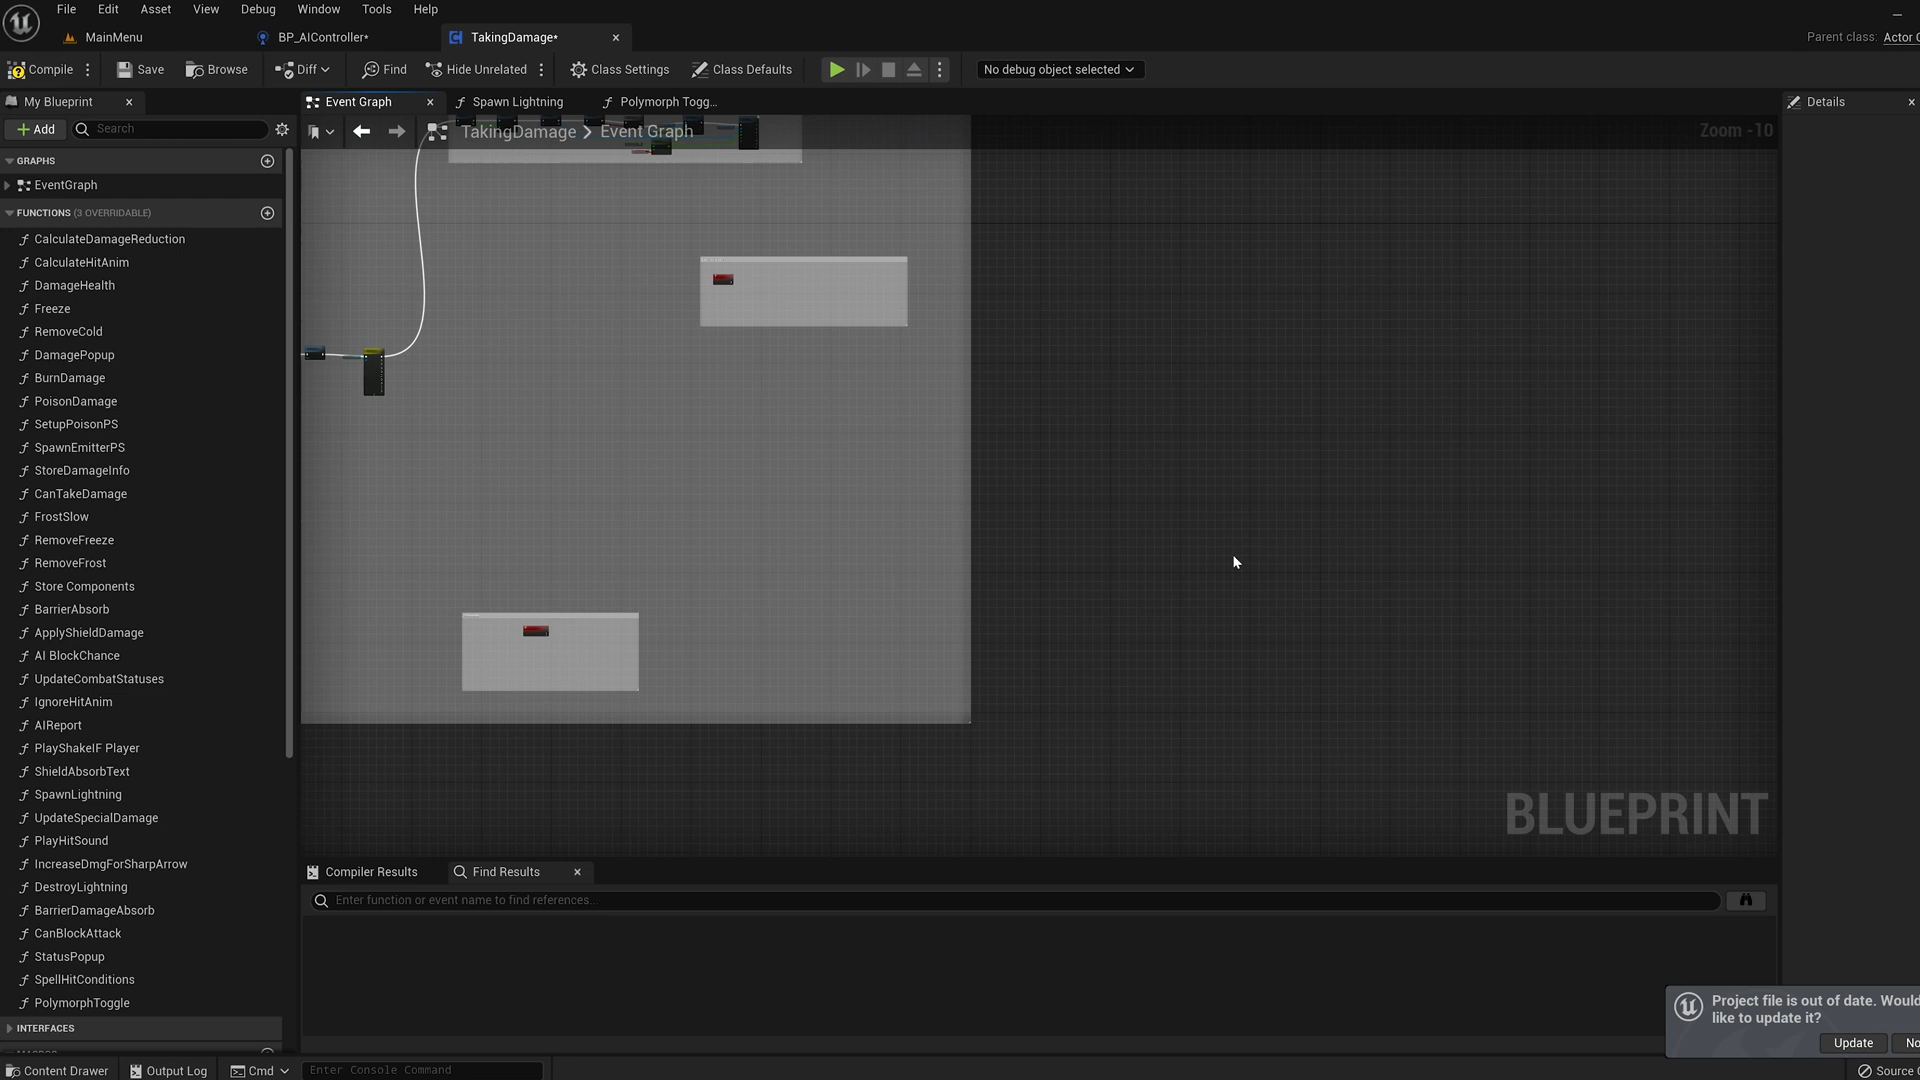 File Edit Asset View Debug Window Tools Help
MainMenu BP_AIController* TakingDamage* Parent class: Actor C
Compile Save Browse Diff Find Hide Unrelated Class Settings Class Defaults No debug object selected
My Blueprint Event Graph Spawn Lightning Polymorph Togg... Details
Add Search TakingDamage > Event Graph Zoom -10
GRAPHS
EventGraph
FUNCTIONS (3 OVERRIDABLE)
CalculateDamageReduction
CalculateHitAnim
DamageHealth
Freeze
RemoveCold
DamagePopup
BurnDamage
PoisonDamage
SetupPoisonPS
SpawnEmitterPS
StoreDamageInfo
CanTakeDamage
FrostSlow
RemoveFreeze
RemoveFrost
Store Components
BarrierAbsorb
ApplyShieldDamage
AI BlockChance
UpdateCombatStatuses
IgnoreHitAnim
AIReport
PlayShakeIF Player
ShieldAbsorbText
SpawnLightning
UpdateSpecialDamage
PlayHitSound
IncreaseDmgForSharpArrow
DestroyLightning
BarrierDamageAbsorb
CanBlockAttack
StatusPopup
SpellHitConditions
PolymorphToggle
INTERFACES
BLUEPRINT
Compiler Results Find Results
Enter function or event name to find references...
Project file is out of date. Would
like to update it?
Update No
Content Drawer Output Log Cmd Enter Console Command Source C